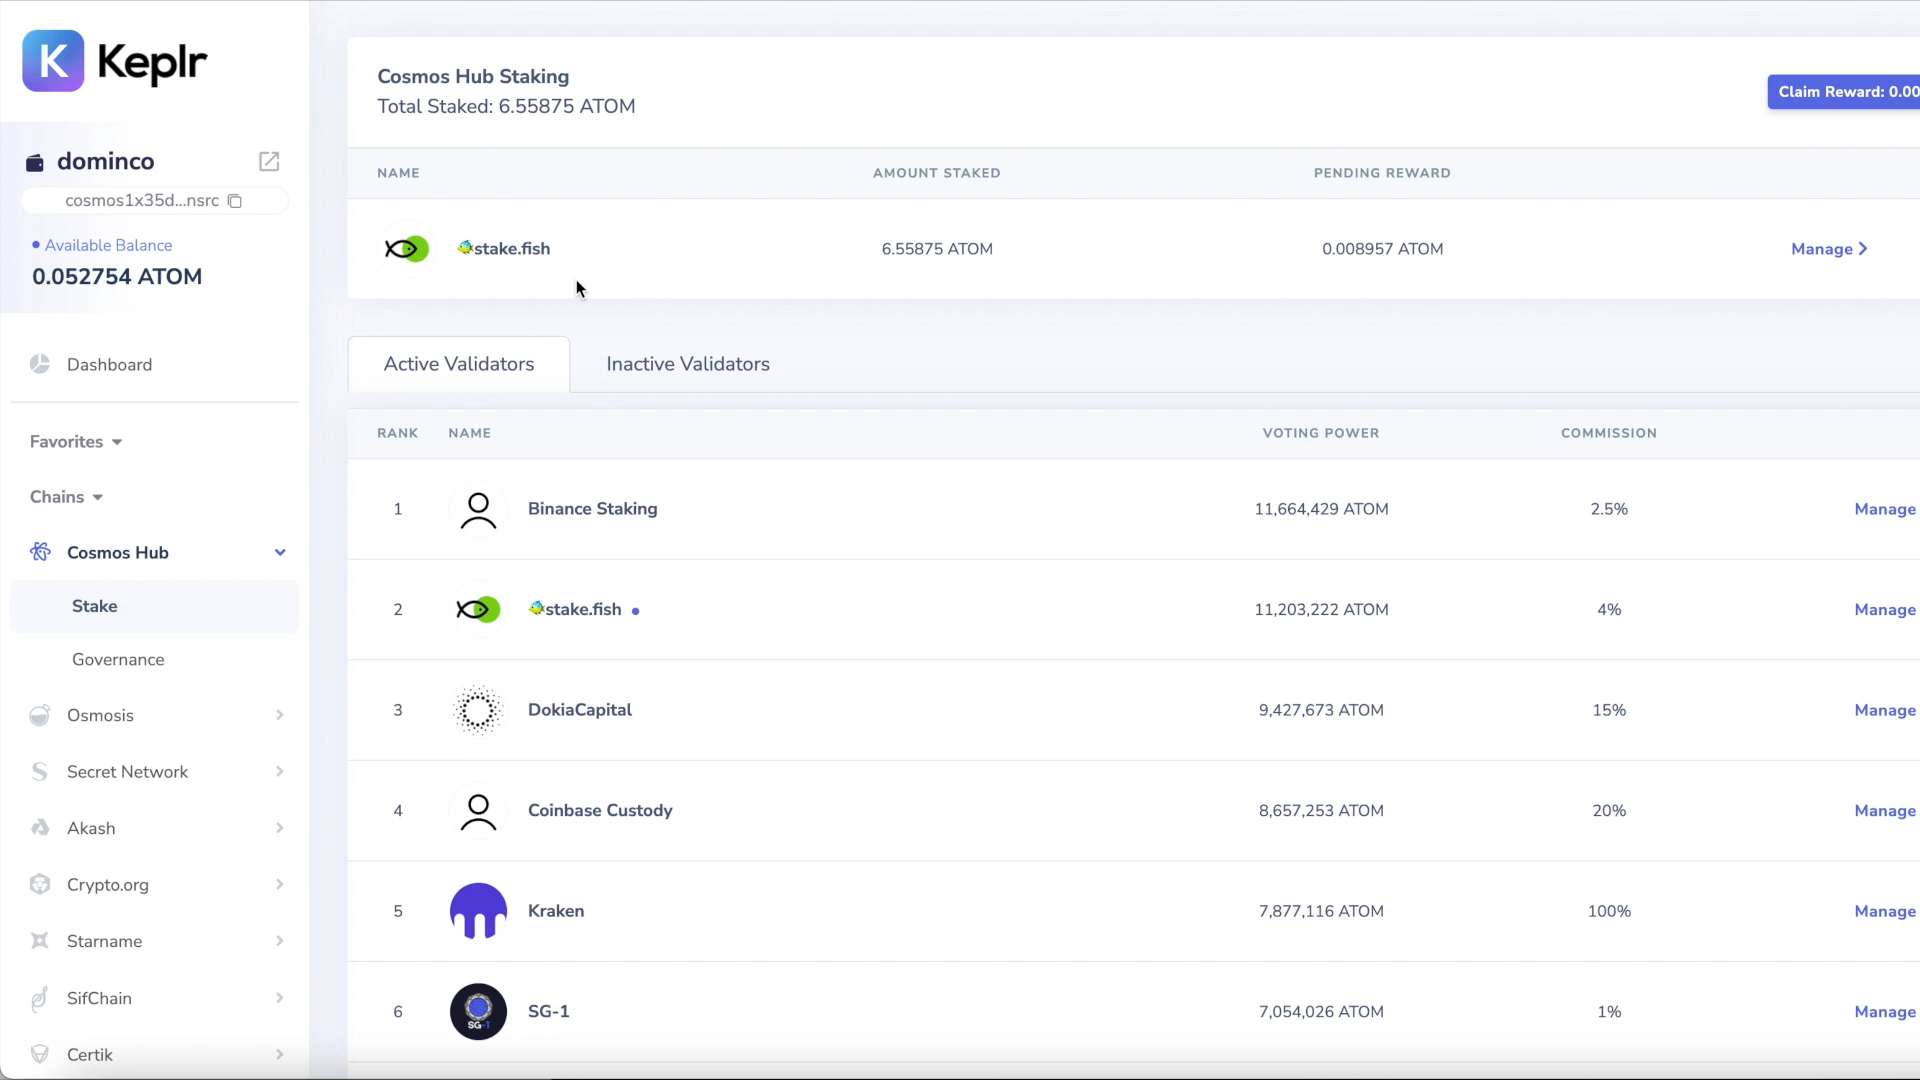 K Keplr
dominco
cosmos1x35d...nsrc
Available Balance
0.052754 ATOM
Dashboard
Favorites
Chains
Cosmos Hub
Stake
Governance
Osmosis
Secret Network
Akash
Crypto.org
Starname
SifChain
Certik
Cosmos Hub Staking
Total Staked: 6.55875 ATOM
Claim Reward: 0.00
NAME AMOUNT STAKED PENDING REWARD
stake.fish 6.55875 ATOM 0.008957 ATOM Manage
Active Validators Inactive Validators
RANK NAME VOTING POWER COMMISSION
1 Binance Staking 11,664,429 ATOM 2.5% Manage
2 stake.fish 11,203,222 ATOM 4% Manage
3 DokiaCapital 9,427,673 ATOM 15% Manage
4 Coinbase Custody 8,657,253 ATOM 20% Manage
5 Kraken 7,877,116 ATOM 100% Manage
6 SG-1 SG-1 7,054,026 ATOM 1% Manage